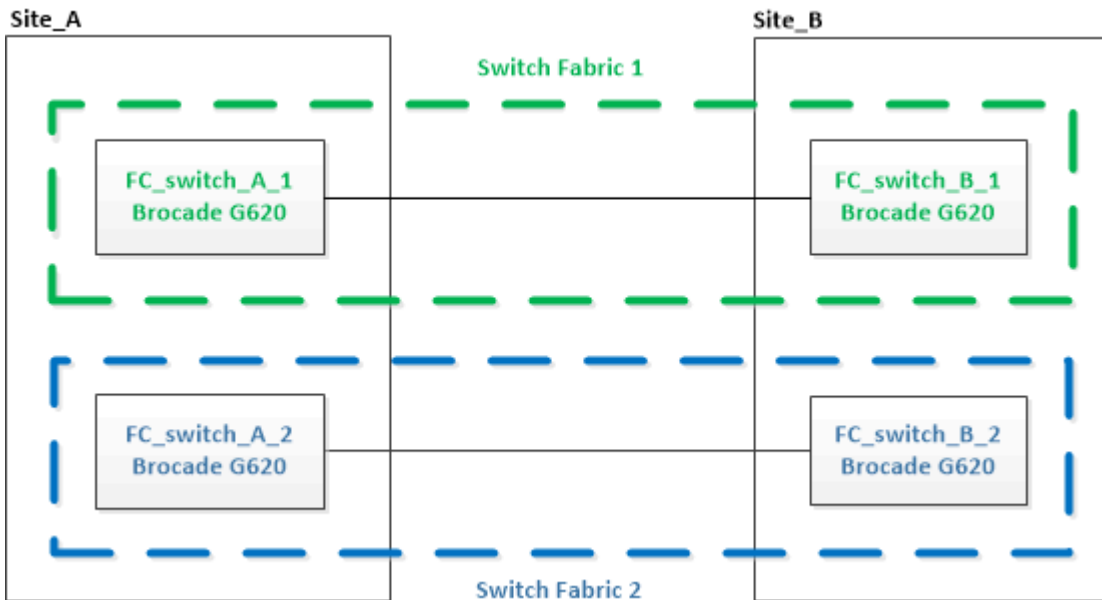 Site_A
Site_B
Switch Fabric 1
FC_switch_A_1
Brocade G620
FC_switch_B_1
Brocade G620
FC_switch_A_2
Brocade G620
FC_switch_B_2
Brocade G620
Switch Fabric 2